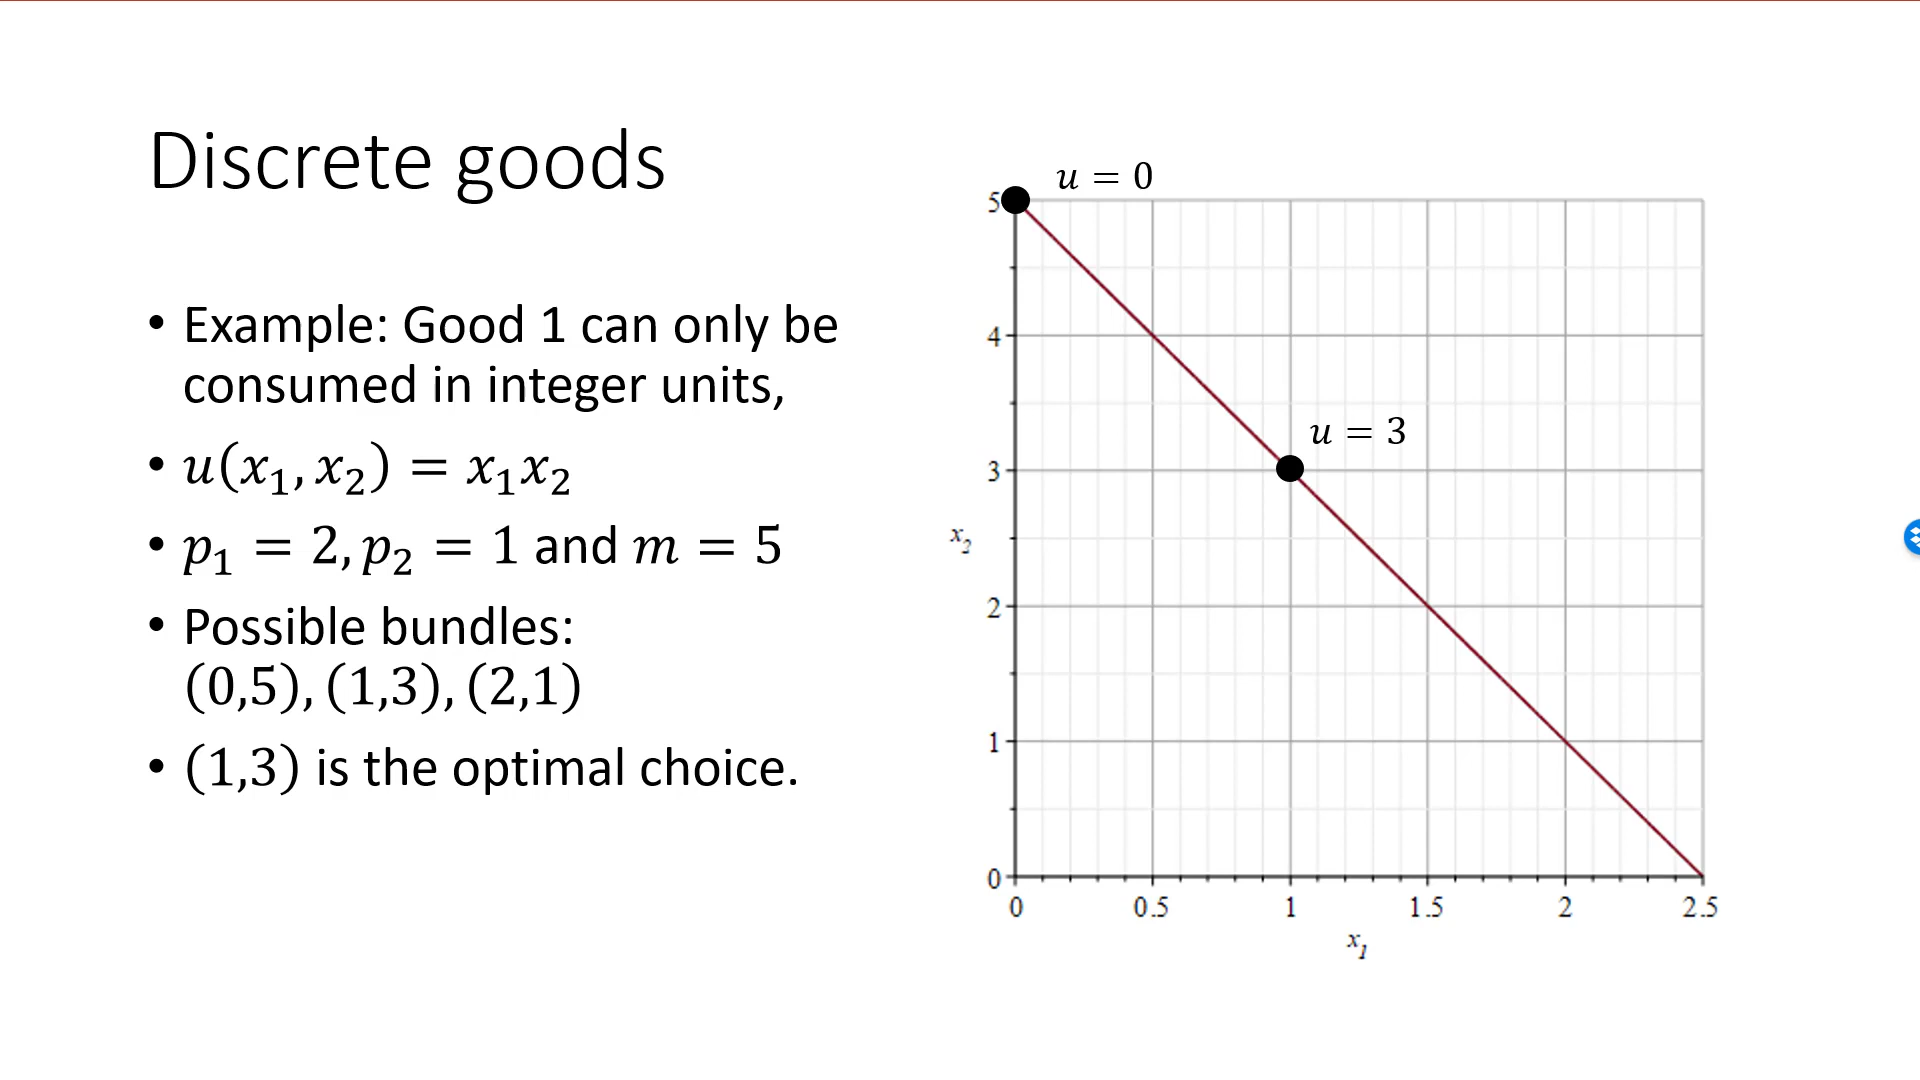 Discrete goods
• Example: Good 1 can only be
consumed in integer units,
• u(x₁, x₂) = x₁x₂
• p₁ = 2, p₂ = 1 and m = 5
• Possible bundles:
(0,5), (1,3), (2,1)
• (1,3) is the optimal choice.
u = 0
5
4
u = 3
3
x₂
2
1
0
0 0.5 1 1.5 2 2.5
x₁